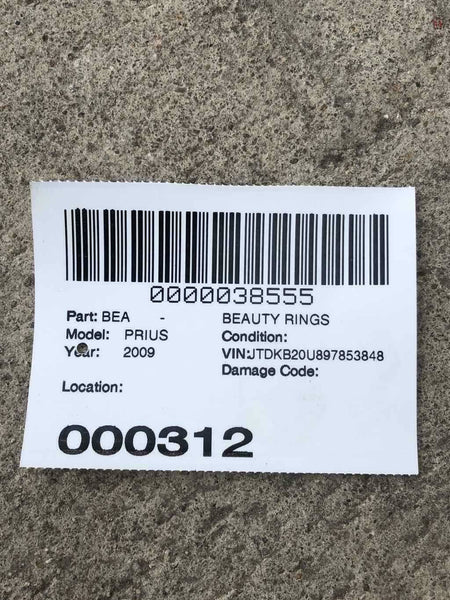 0000038555
Part: BEA - BEAUTY RINGS
Model: PRIUS Condition:
Year: 2009 VIN:JTDKB20U897853848
Damage Code:
Location:
000312